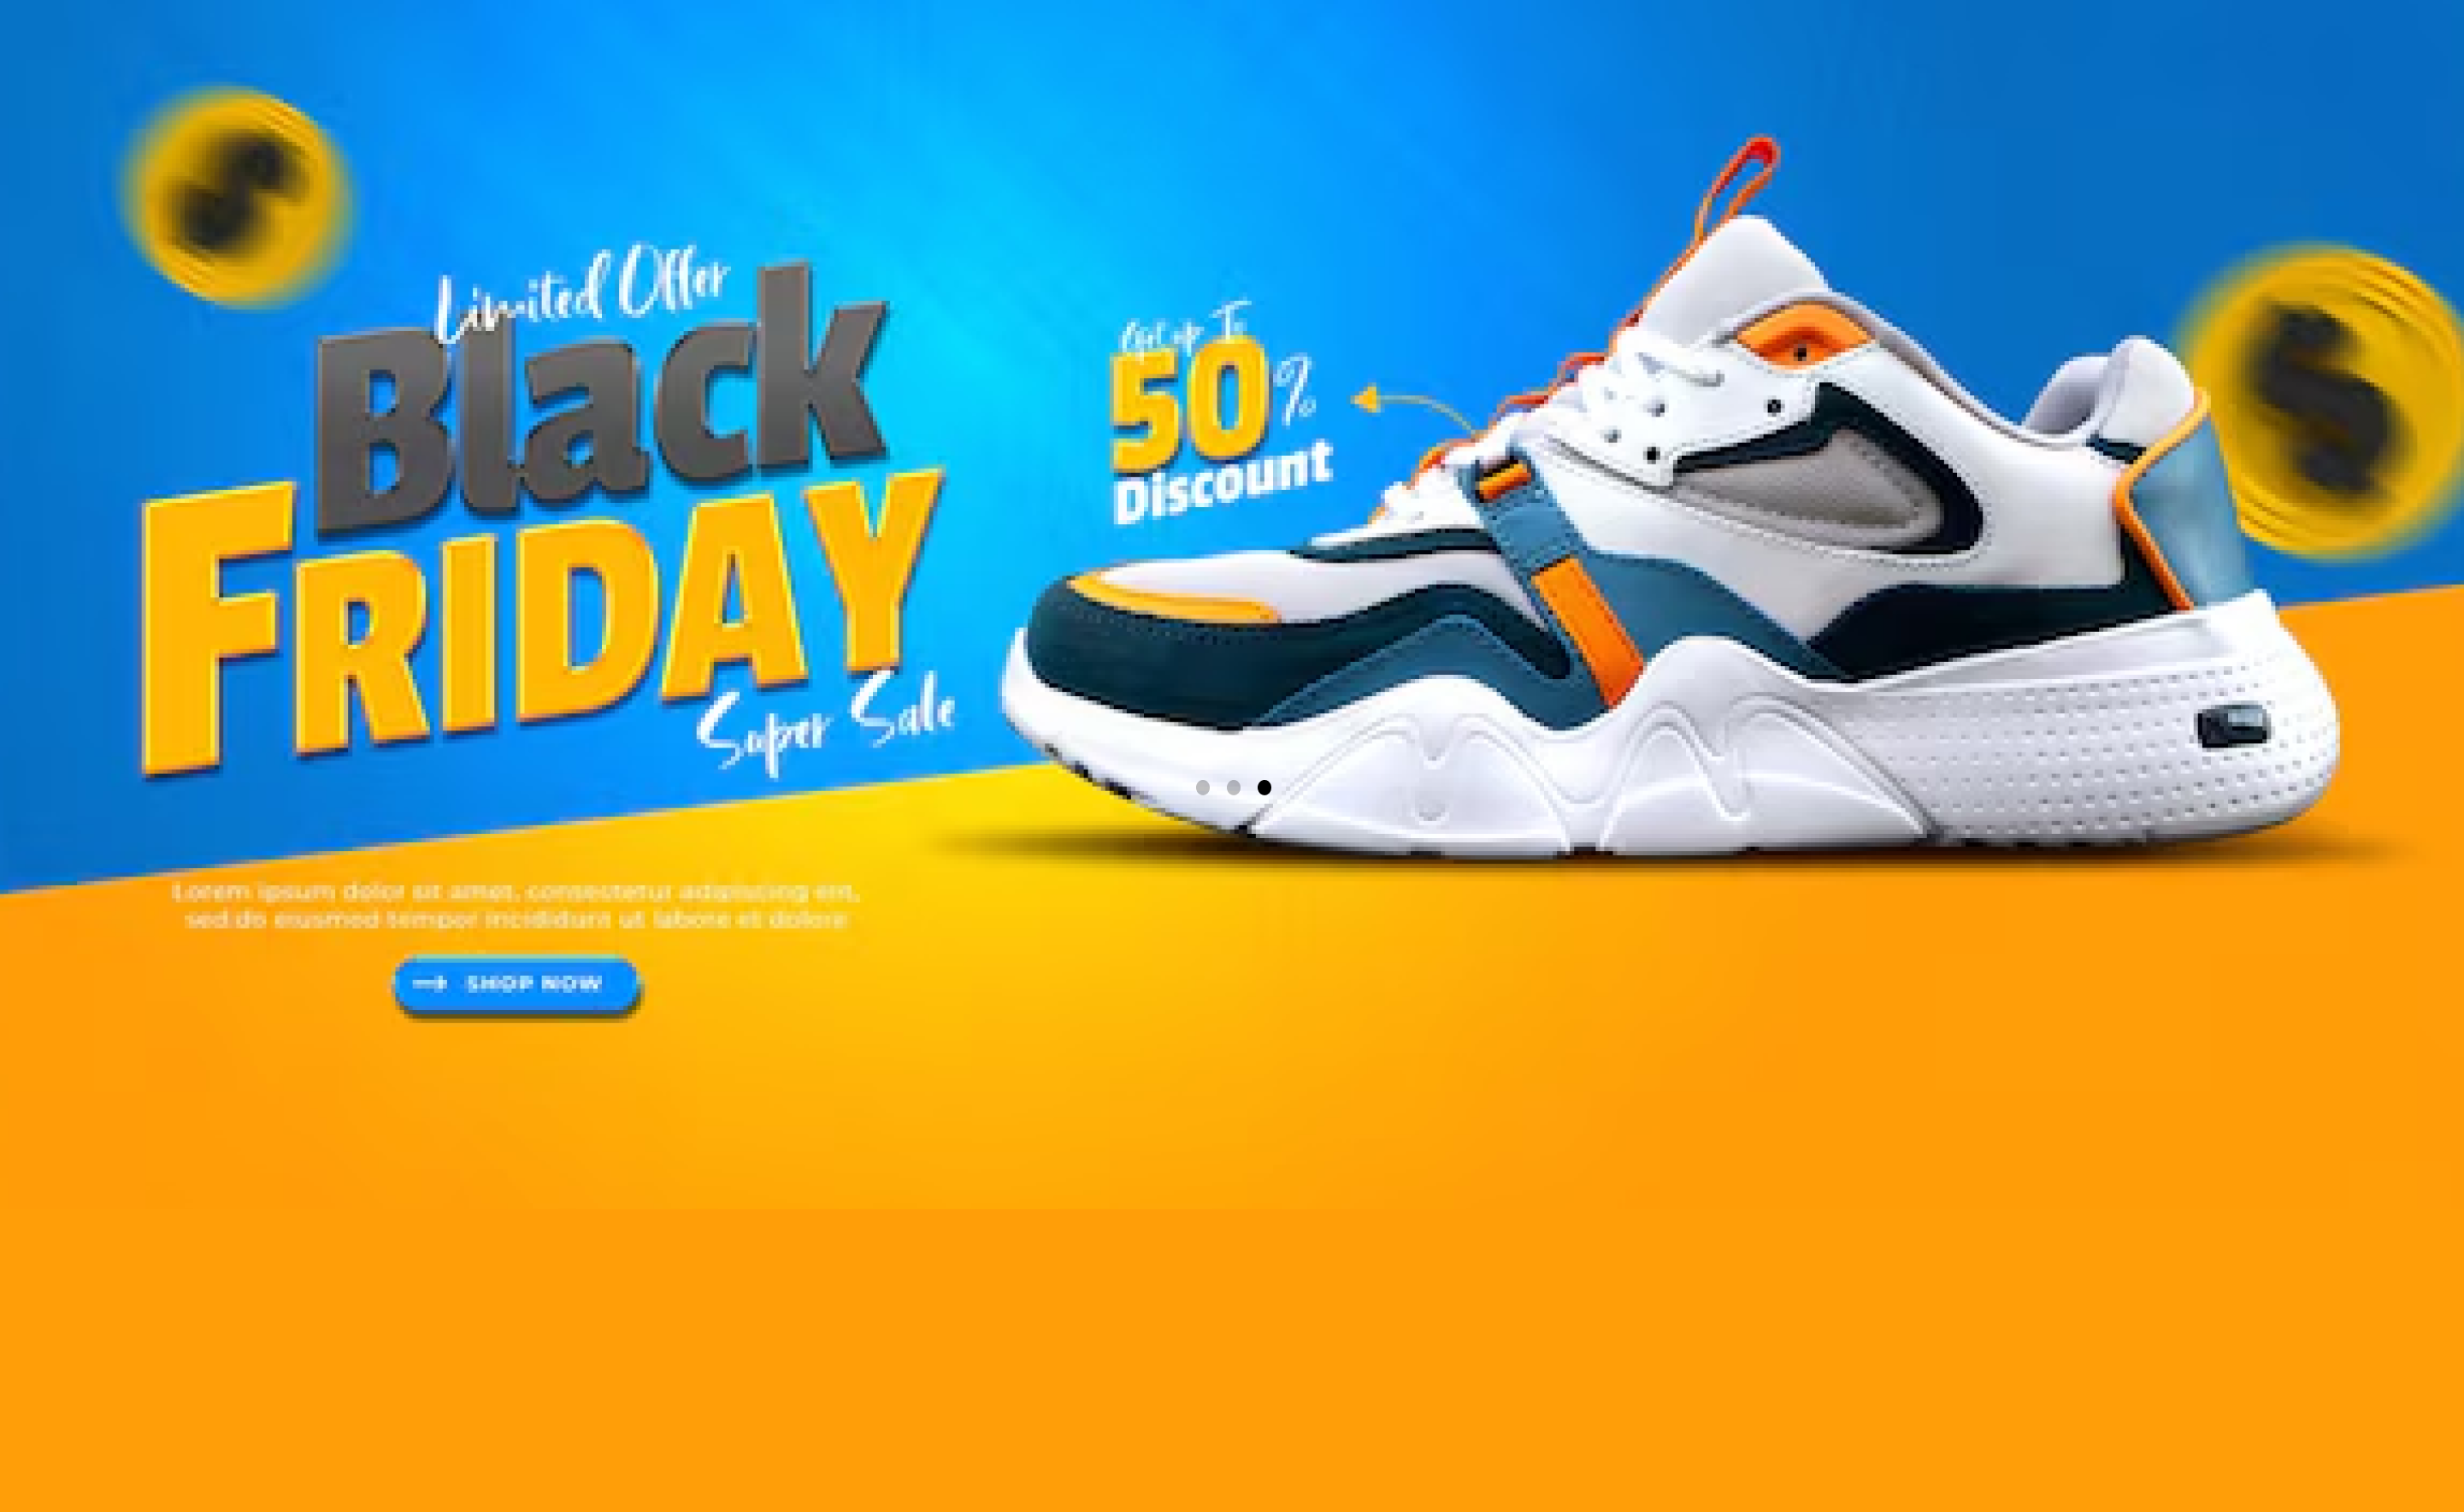 Limited Offer
Black
FRIDAY
Super Sale
Get up To
50%
Discount
Lorem ipsum dolor sit amet, consectetur adipiscing elit,
sed do eiusmod tempor incididunt ut labore et dolore
SHOP NOW